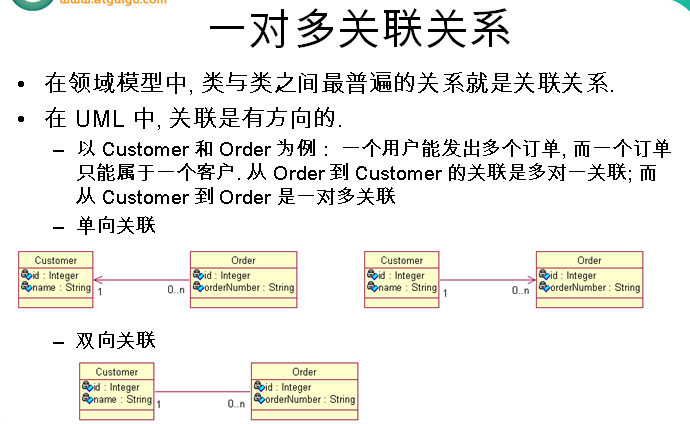 www.atguigu.com
一对多关联关系
• 在领域模型中, 类与类之间最普遍的关系就是关联关系.
• 在 UML 中, 关联是有方向的.
– 以 Customer 和 Order 为例： 一个用户能发出多个订单, 而一个订单
只能属于一个客户. 从 Order 到 Customer 的关联是多对一关联; 而
从 Customer 到 Order 是一对多关联
– 单向关联
Customer
id : Integer
name : String
1
0..n
Order
id : Integer
orderNumber : String
Customer
id : Integer
name : String
1
0..n
Order
id : Integer
orderNumber : String
– 双向关联
Customer
id : Integer
name : String
1
0..n
Order
id : Integer
orderNumber : String